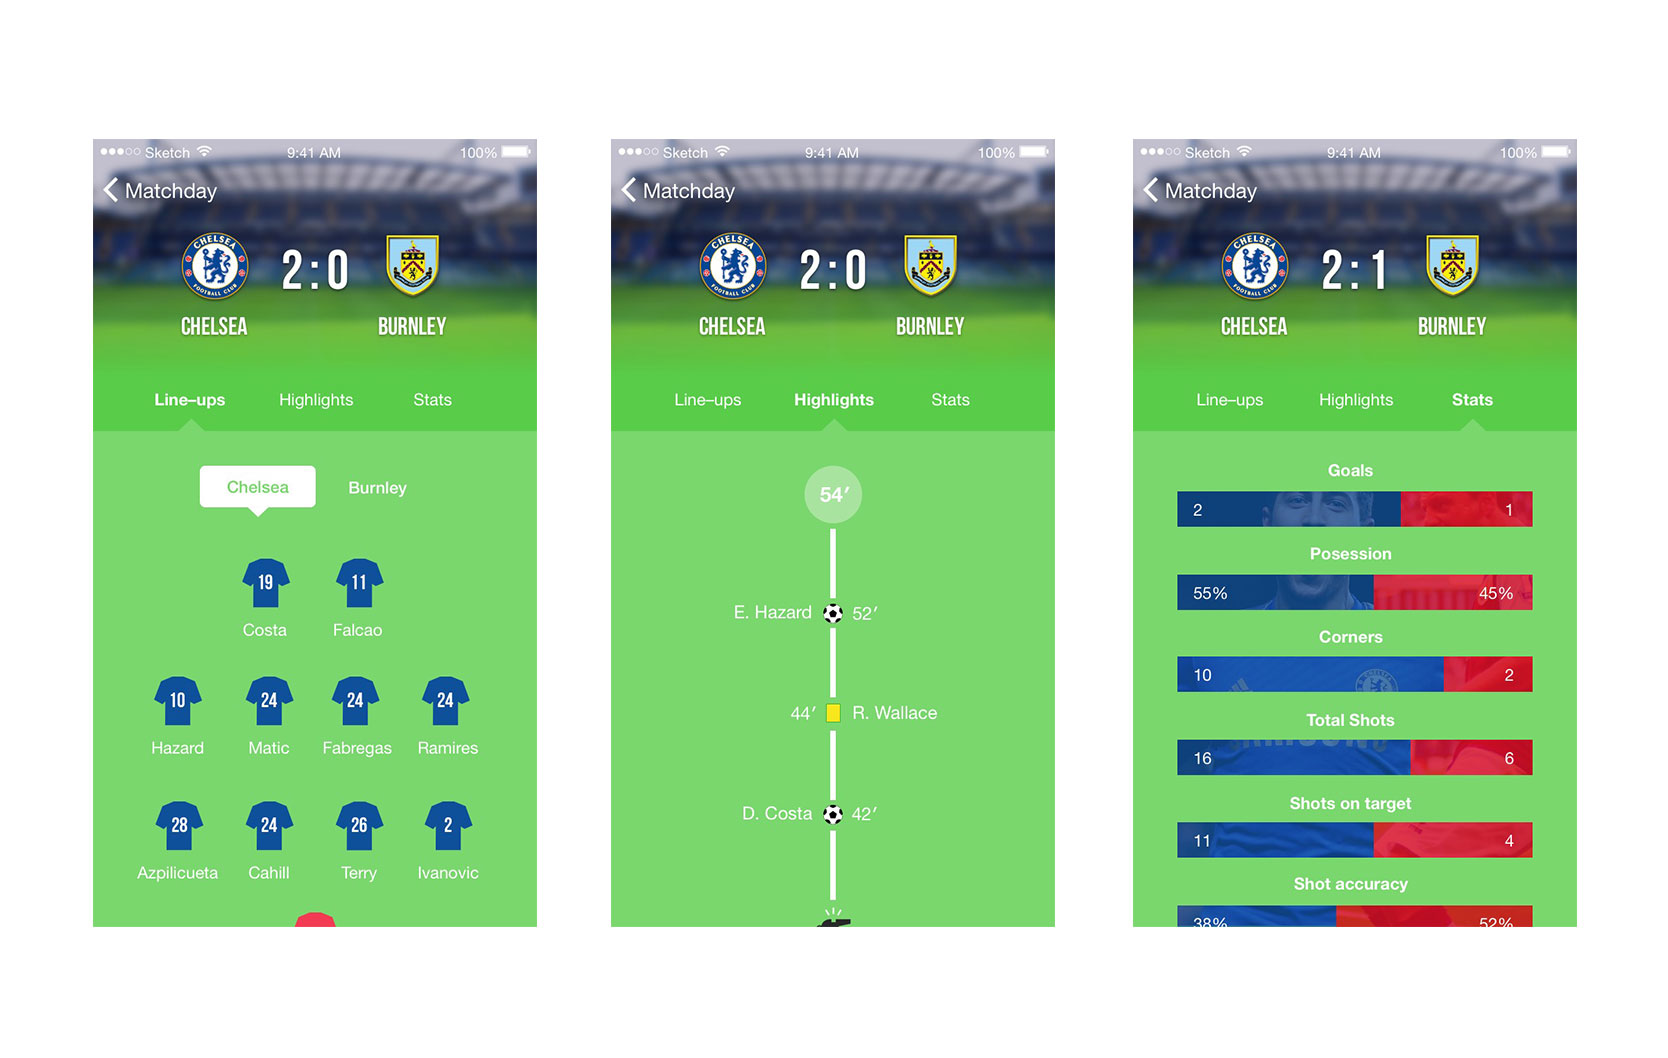 Sketch 9:41 AM 100%
Matchday
CHELSEA FOOTBALL CLUB
2:0
CHELSEA BURNLEY
Line–ups Highlights Stats
Chelsea Burnley
19 11
Costa Falcao
10 24 24 24
Hazard Matic Fabregas Ramires
28 24 26 2
Azpilicueta Cahill Terry Ivanovic
Sketch 9:41 AM 100%
Matchday
CHELSEA FOOTBALL CLUB
2:0
CHELSEA BURNLEY
Line–ups Highlights Stats
54′
E. Hazard 52′
44′ R. Wallace
D. Costa 42′
Sketch 9:41 AM 100%
Matchday
CHELSEA FOOTBALL CLUB
2:1
CHELSEA BURNLEY
Line–ups Highlights Stats
Goals
2 1
Posession
55% 45%
Corners
10 2
Total Shots
16 6
Shots on target
11 4
Shot accuracy
38% 52%